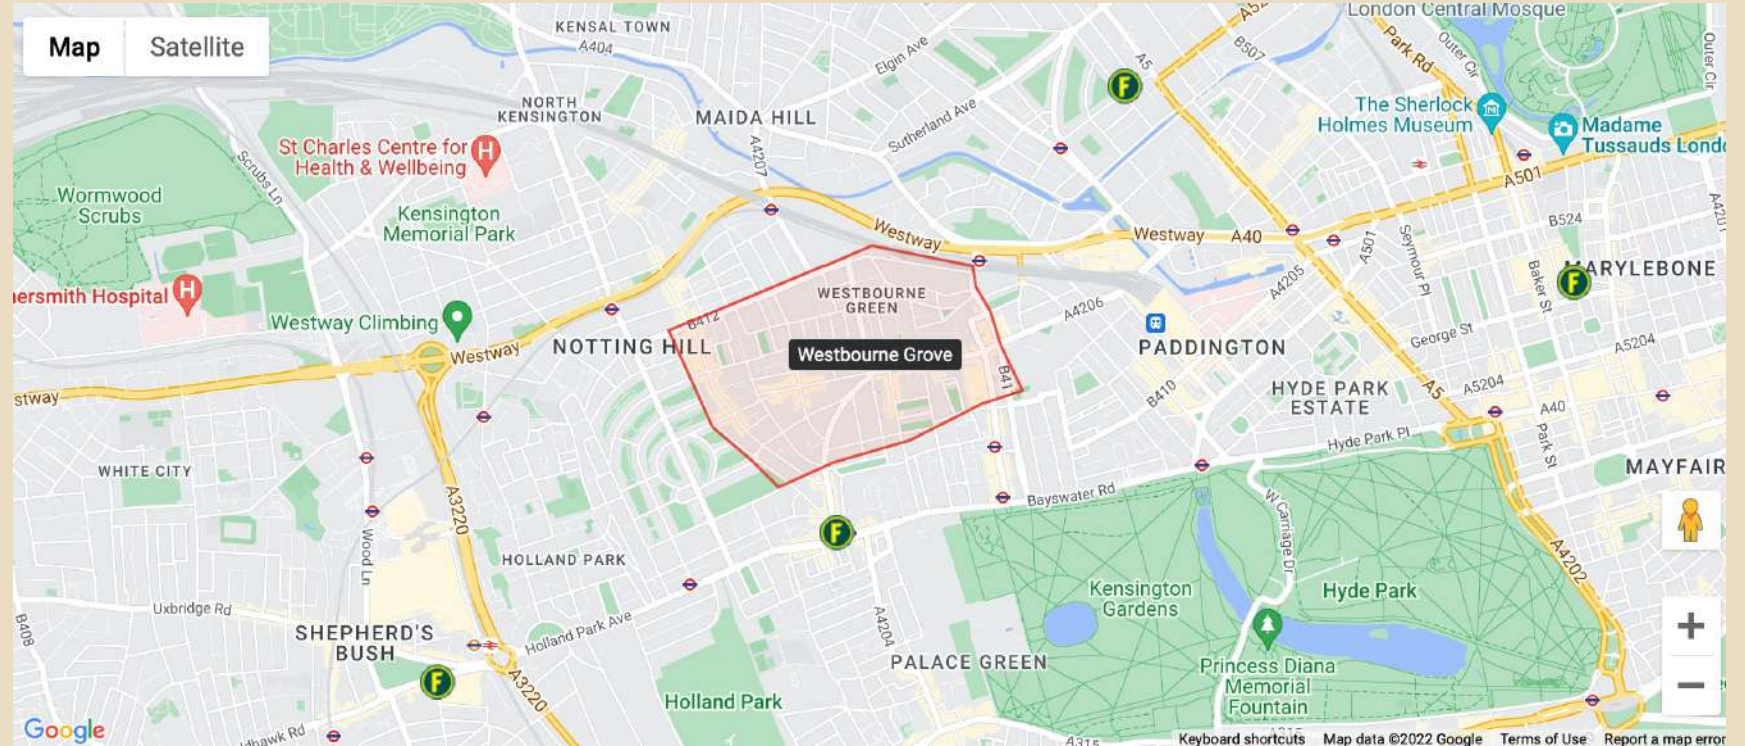 Map
Satellite
KENSAL TOWN
A404
Elgin Ave
A5
B507
London Central Mosque
Park Rd
Outer Cir
Outer Cir
NORTH
KENSINGTON
MAIDA HILL
Sutherland Ave
The Sherlock
Holmes Museum
Madame
Tussauds
St Charles Centre for
Health & Wellbeing
H
A4207
F
Scrubs Ln
Wormwood
Scrubs
Kensington
Memorial Park
A501
B524
Westway
Westway
A40
A501
Seymour Pl
Baker St
F
ARYLEBONE
Hospital
H
WESTBOURNE
GREEN
A4206
A4205
Westway Climbing
B412
George St
A5204
Westway
NOTTING HILL
Westbourne Grove
PADDINGTON
B410
HYDE PARK
ESTATE
A5
A5204
A40
Park St
Hyde Park Pl
WHITE CITY
MAYFAIR
A3220
Bayswater Rd
W Carriage Dr
Wood Ln
F
HOLLAND PARK
A4202
Kensington
Gardens
Hyde Park
Uxbridge Rd
B408
SHEPHERD'S
BUSH
Holland Park Ave
A4204
PALACE GREEN
F
A3220
Holland Park
Princess Diana
Memorial
Fountain
Google
A315
Keyboard shortcuts
Map data ©2022 Google
Terms of Use
Report a map error